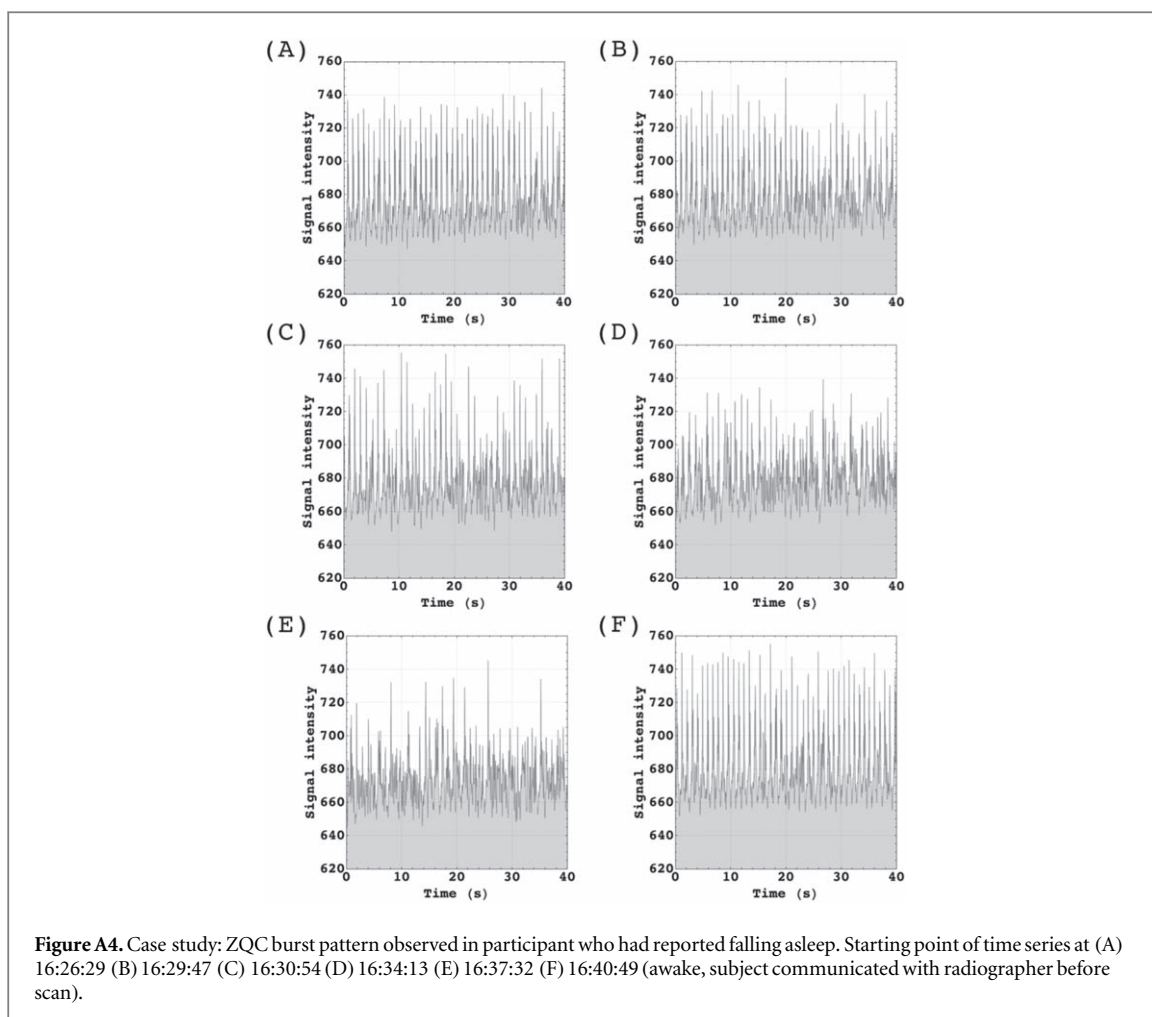 (A)
760
740
720
700
680
660
640
620
Signal intensity
0 10 20 30 40
Time (s)
(B)
760
740
720
700
680
660
640
620
Signal intensity
0 10 20 30 40
Time (s)
(C)
760
740
720
700
680
660
640
620
Signal intensity
0 10 20 30 40
Time (s)
(D)
760
740
720
700
680
660
640
620
Signal intensity
0 10 20 30 40
Time (s)
(E)
760
740
720
700
680
660
640
620
Signal intensity
0 10 20 30 40
Time (s)
(F)
760
740
720
700
680
660
640
620
Signal intensity
0 10 20 30 40
Time (s)
Figure A4. Case study: ZQC burst pattern observed in participant who had reported falling asleep. Starting point of time series at (A)
16:26:29 (B) 16:29:47 (C) 16:30:54 (D) 16:34:13 (E) 16:37:32 (F) 16:40:49 (awake, subject communicated with radiographer before
scan).